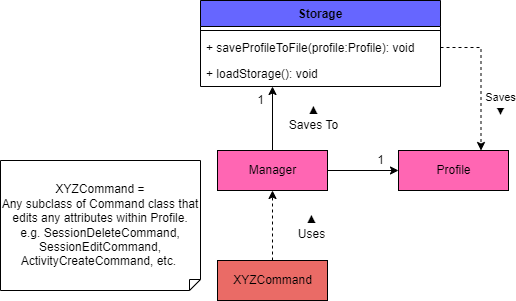 Storage
+ saveProfileToFile(profile:Profile): void
+ loadStorage(): void
1
▲
Saves To
Saves
▼
Manager
1
Profile
XYZCommand =
Any subclass of Command class that
edits any attributes within Profile.
e.g. SessionDeleteCommand,
SessionEditCommand,
ActivityCreateCommand, etc.
▲
Uses
XYZCommand